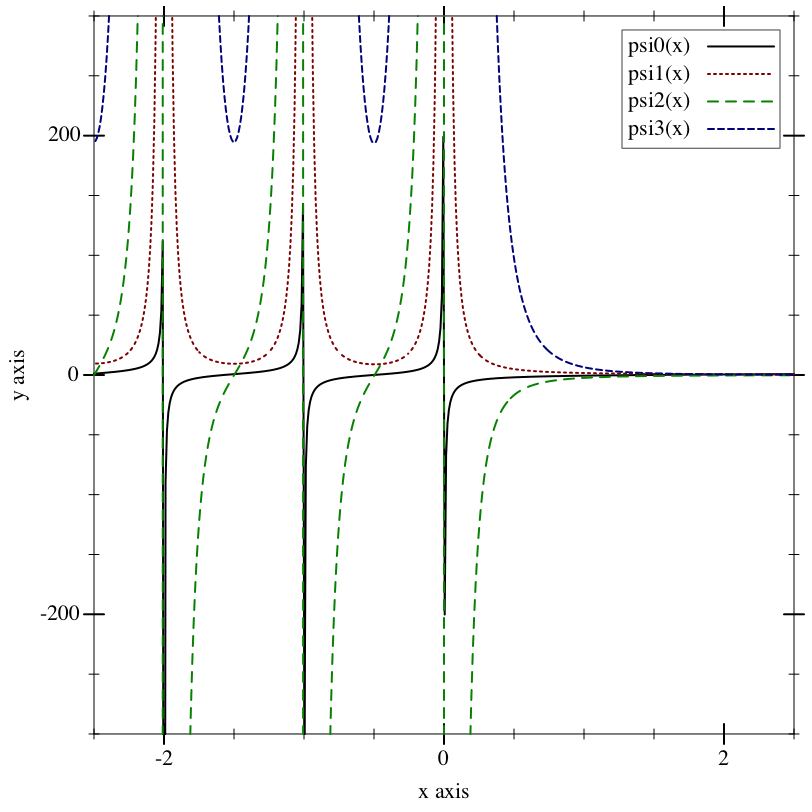 psi0(x)
psi1(x)
psi2(x)
psi3(x)
200
0
-200
y axis
-2
0
2
x axis